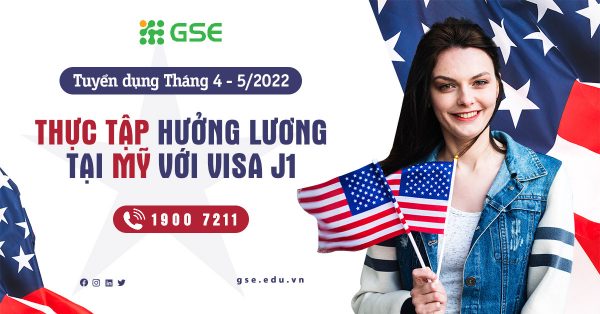 GSE
Tuyển dụng Tháng 4 - 5/2022
THỰC TẬP HƯỞNG LƯƠNG
TẠI MỸ VỚI VISA J1
1900 7211
gse.edu.vn